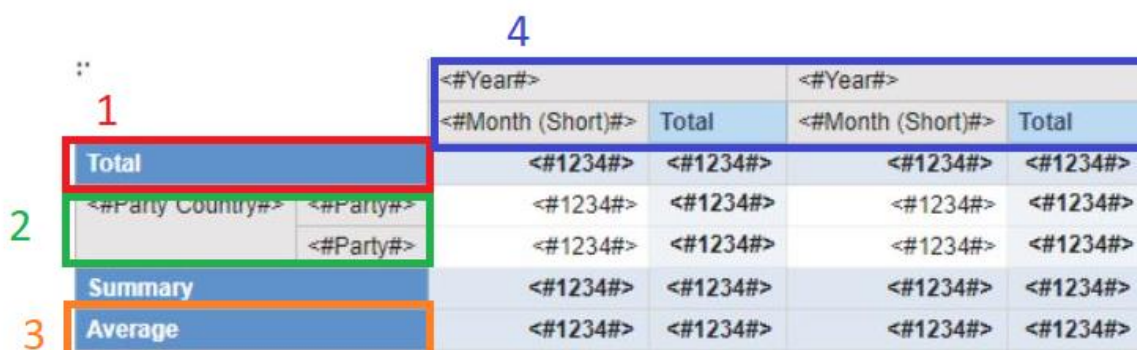 4
<#Year#> <#Year#>
1
<#Month (Short)#> Total <#Month (Short)#> Total
Total <#1234#> <#1234#> <#1234#> <#1234#>
2
<#Party Country#> <#Party#> <#1234#> <#1234#> <#1234#> <#1234#>
<#Party#> <#1234#> <#1234#> <#1234#> <#1234#>
Summary <#1234#> <#1234#> <#1234#> <#1234#>
3 Average <#1234#> <#1234#> <#1234#> <#1234#>